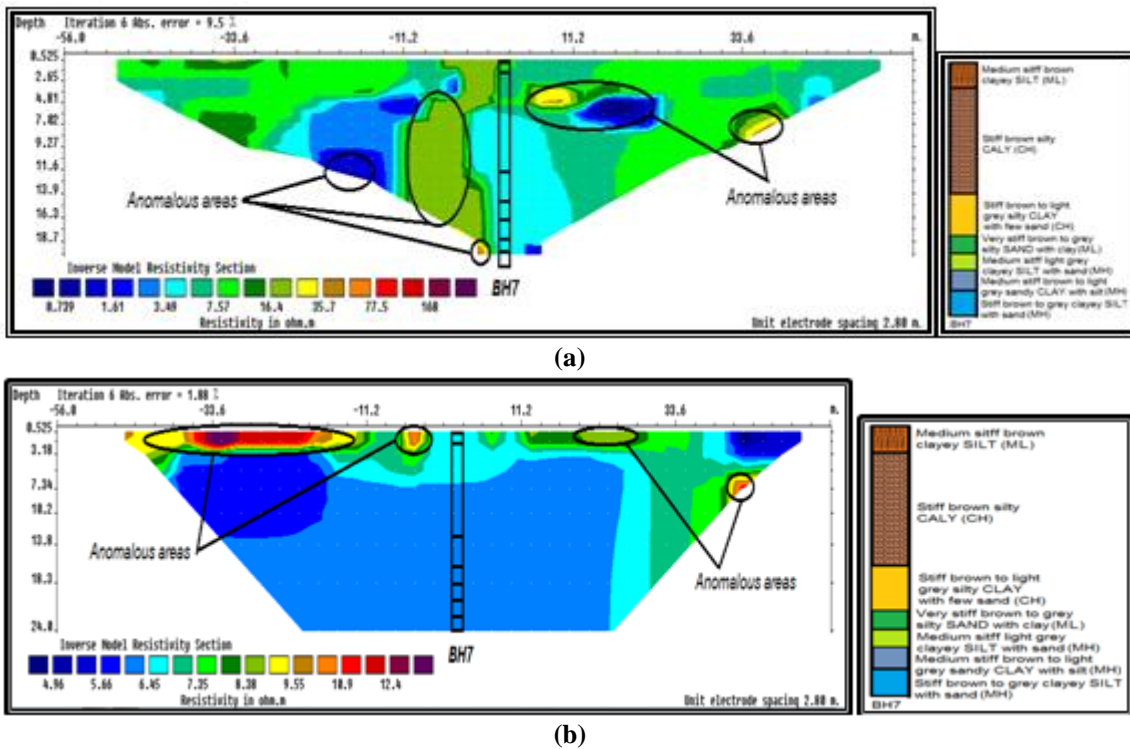 Depth Iteration 6 Abs. error = 9.5 %
-56.0 -33.6 -11.2 11.2 33.6 m.
0.525
2.65
4.81
7.02
9.27
11.6
13.9
16.3
18.7
Anomalous areas
Anomalous areas
Inverse Model Resistivity Section
BH7
0.739 1.61 3.48 7.57 16.4 35.7 77.5 168
Resistivity in ohm.m
Unit electrode spacing 2.80 m.
Medium sitff brown
clayey SILT (ML)
Stiff brown silty
CALY (CH)
Stiff brown to light
grey silty CLAY
with few sand (CH)
Very stiff brown to grey
silty SAND with clay(ML)
Medium sitff light grey
clayey SILT with sand(MH)
Medium stiff brown to light
grey sandy CLAY with silt(MH)
Stiff brown to grey clayey SILT
with sand(MH)
BH7
(a)
Depth Iteration 6 Abs. error = 1.88 %
-56.0 -33.6 -11.2 11.2 33.6 m.
0.525
3.18
7.34
10.2
13.8
18.3
24.0
Anomalous areas
Anomalous areas
Inverse Model Resistivity Section
BH7
4.96 5.66 6.45 7.35 8.38 9.55 10.9 12.4
Resistivity in ohm.m
Unit electrode spacing 2.80 m.
Medium sitff brown
clayey SILT (ML)
Stiff brown silty
CALY (CH)
Stiff brown to light
grey silty CLAY
with few sand (CH)
Very stiff brown to grey
silty SAND with clay(ML)
Medium sitff light grey
clayey SILT with sand(MH)
Medium stiff brown to light
grey sandy CLAY with silt(MH)
Stiff brown to grey clayey SILT
with sand(MH)
BH7
(b)